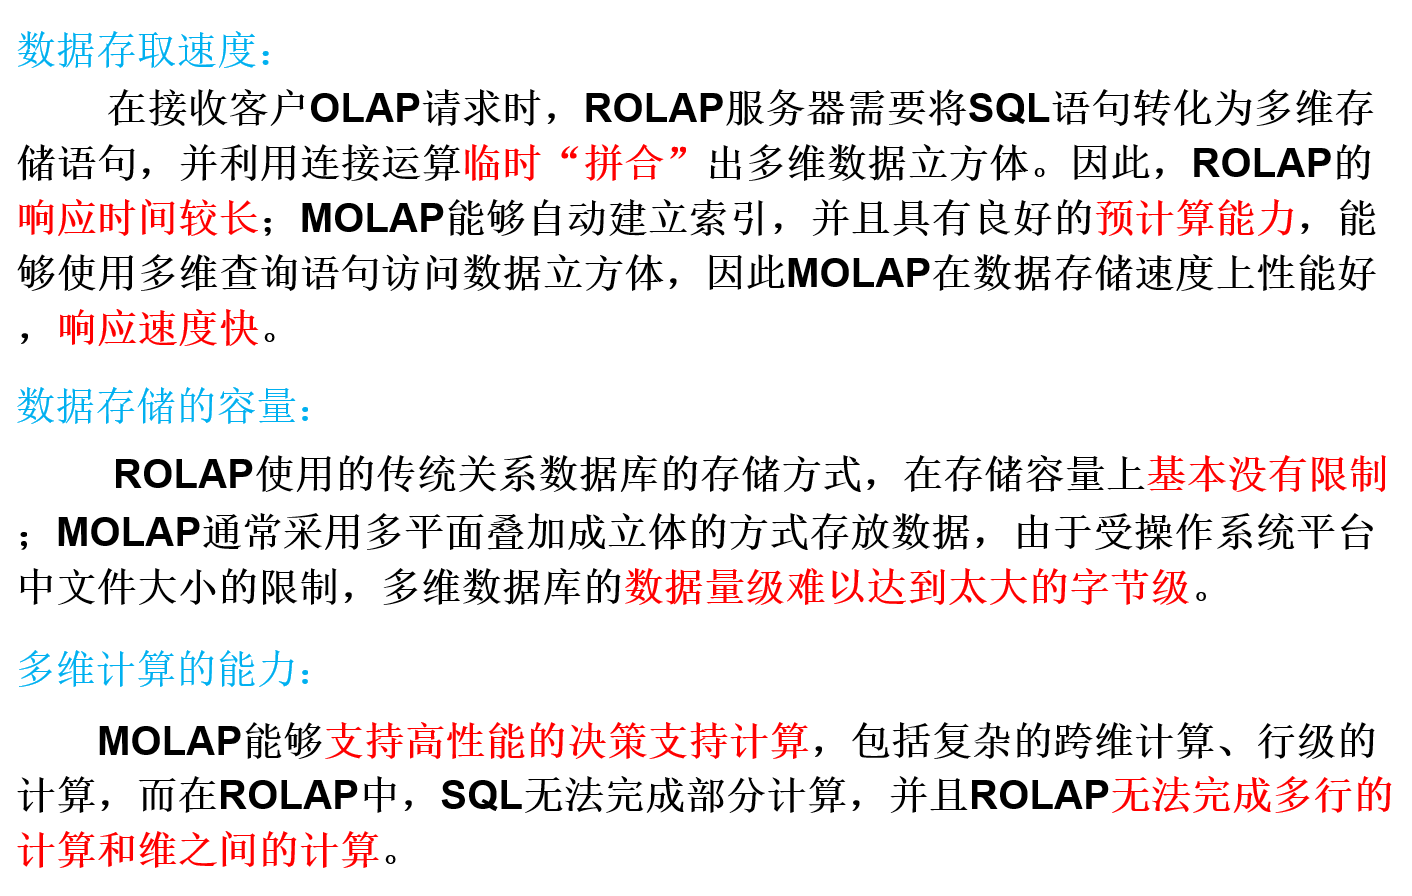 数据存取速度：
在接收客户OLAP请求时，ROLAP服务器需要将SQL语句转化为多维存
储语句，并利用连接运算临时“拼合”出多维数据立方体。因此，ROLAP的
响应时间较长；MOLAP能够自动建立索引，并且具有良好的预计算能力，能
够使用多维查询语句访问数据立方体，因此MOLAP在数据存储速度上性能好
，响应速度快。
数据存储的容量：
ROLAP使用的传统关系数据库的存储方式，在存储容量上基本没有限制
；MOLAP通常采用多平面叠加成立体的方式存放数据，由于受操作系统平台
中文件大小的限制，多维数据库的数据量级难以达到太大的字节级。
多维计算的能力：
MOLAP能够支持高性能的决策支持计算，包括复杂的跨维计算、行级的
计算，而在ROLAP中，SQL无法完成部分计算，并且ROLAP无法完成多行的
计算和维之间的计算。